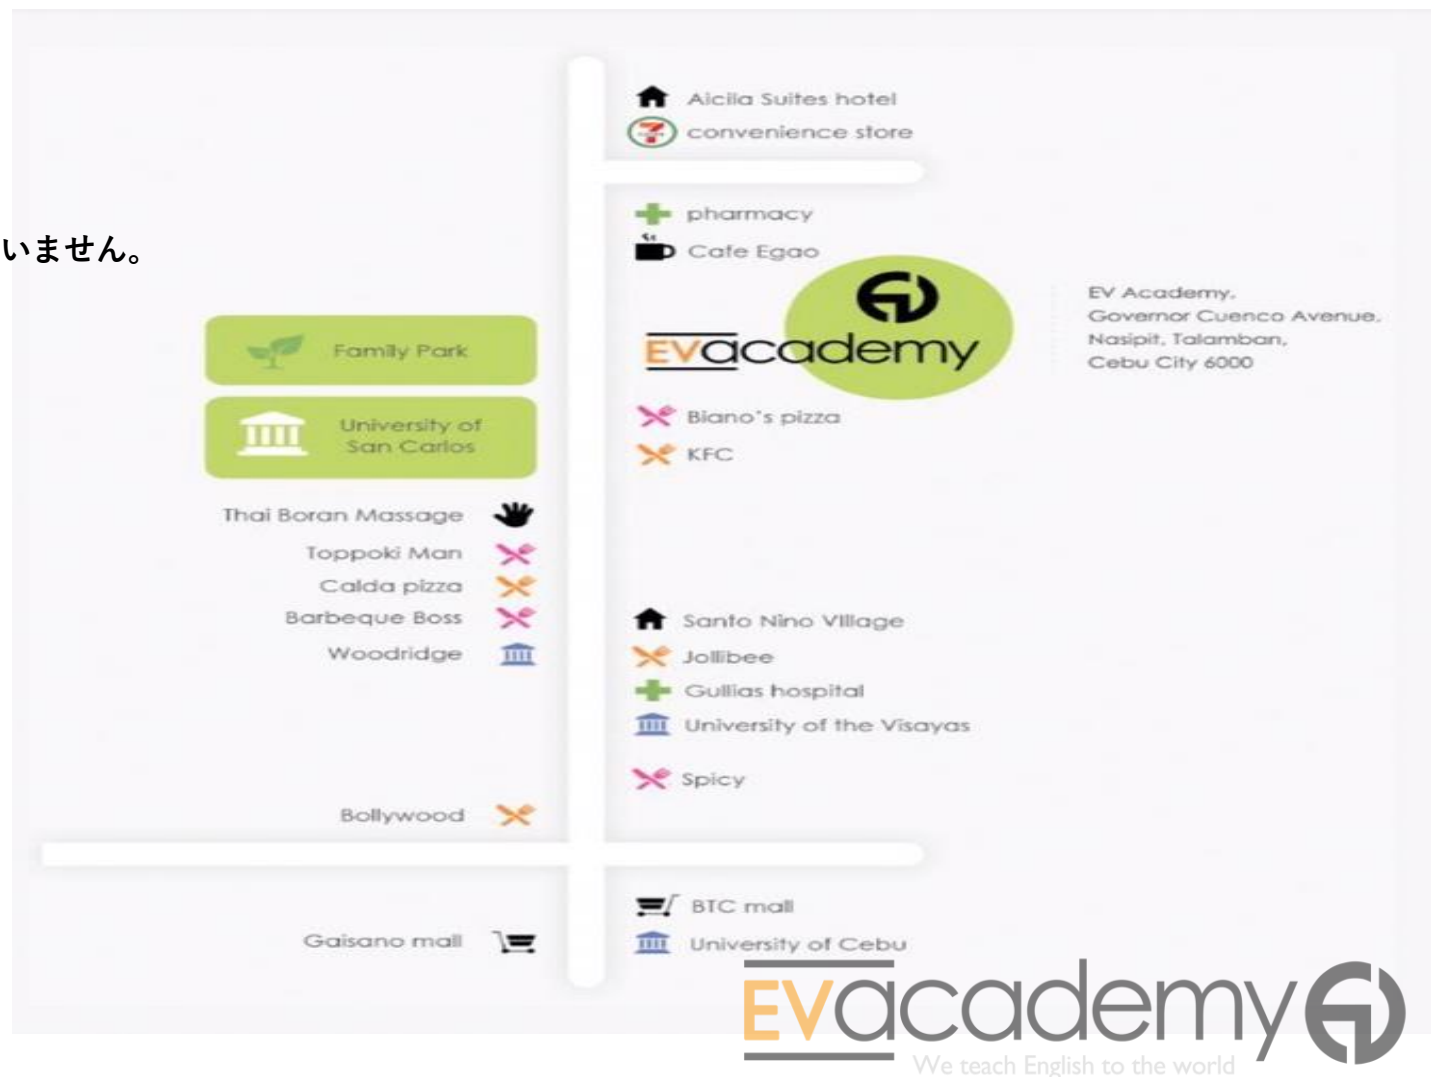 Aicila Suites hotel
convenience store
pharmacy
いません。
Cafe Egao
EV Academy,
Governor Cuenco Avenue,
Nasipit, Talamban,
Cebu City 6000
EVacademy
Family Park
University of
San Carlos
Biano's pizza
KFC
Thai Boran Massage
Toppoki Man
Calda pizza
Barbeque Boss
Woodridge
Santo Nino VIllage
Jollibee
Gullias hospital
University of the Visayas
Spicy
Bollywood
BTC mall
University of Cebu
Gaisano mall
EVacademy
We teach English to the world